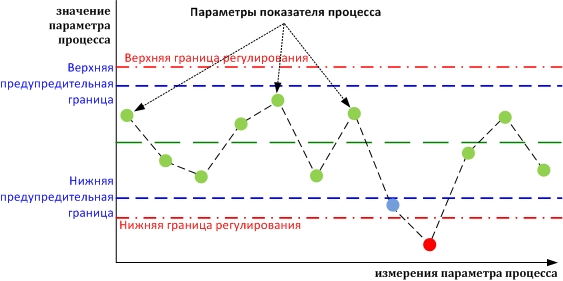 значение
параметра
процесса
Параметры показателя процесса
Верхняя граница регулирования
Верхняя
предупредительная
граница
Нижняя
предупредительная
граница
Нижняя граница регулирования
измерения параметра процесса